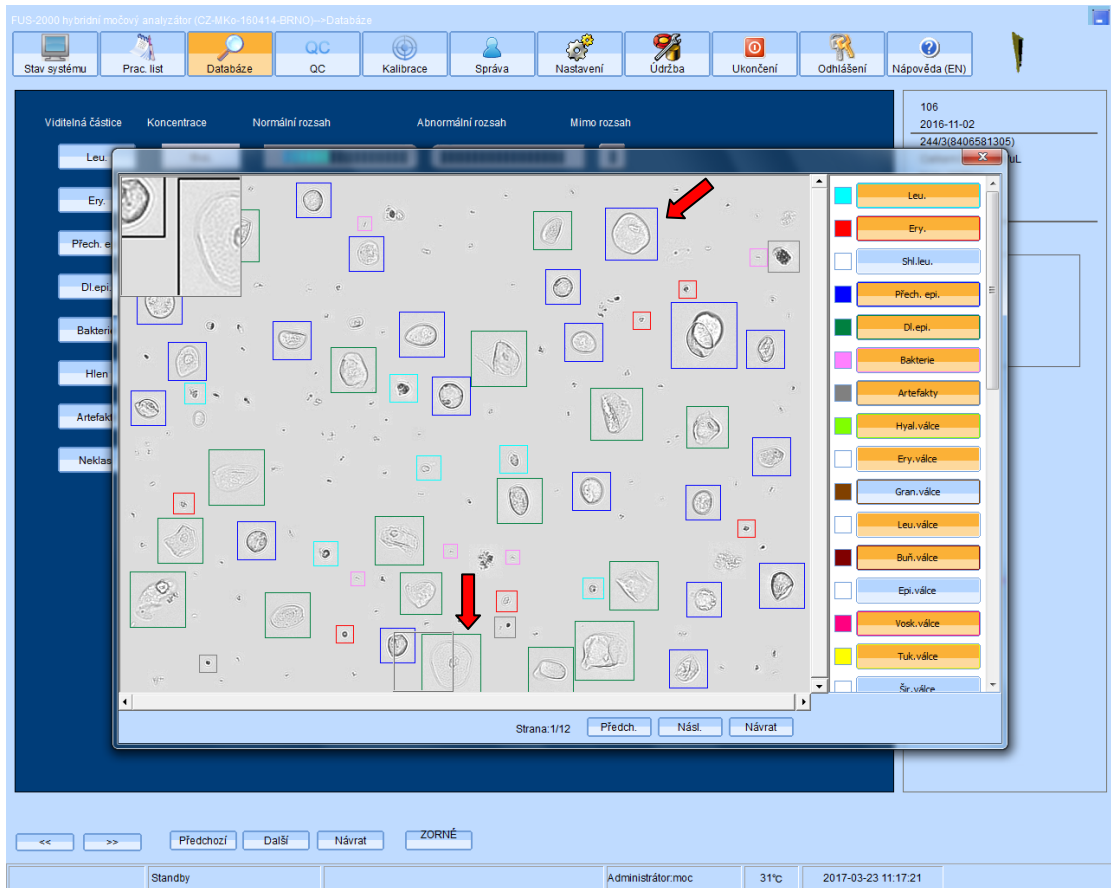 FUS-2000 hybridní močový analyzátor (CZ-MKo-160414-BRNO)-->Databáze
Stav systému
Prac. list
Databáze
QC
QC
Kalibrace
Správa
Nastavení
Údržba
Ukončení
Odhlášení
Nápověda (EN)
106
2016-11-02
244/3(8406581305)
Viditelná částice Koncentrace Normální rozsah Abnormální rozsah Mimo rozsah
Leu.
Ery.
Přech. e
Dl.epi.
Bakterie
Hlen
Artefakt
Neklas
Leu.
Ery.
Shl.leu.
Přech. epi.
Dl.epi.
Bakterie
Artefakty
Hyal.válce
Ery.válce
Gran.válce
Leu.válce
Buň.válce
Epi.válce
Vosk.válce
Tuk.válce
Šir.válce
Strana:1/12 Předch. Násl. Návrat
<< >> Předchozí Další Návrat ZORNÉ
Standby Administrátor:moc 31°C 2017-03-23 11:17:21